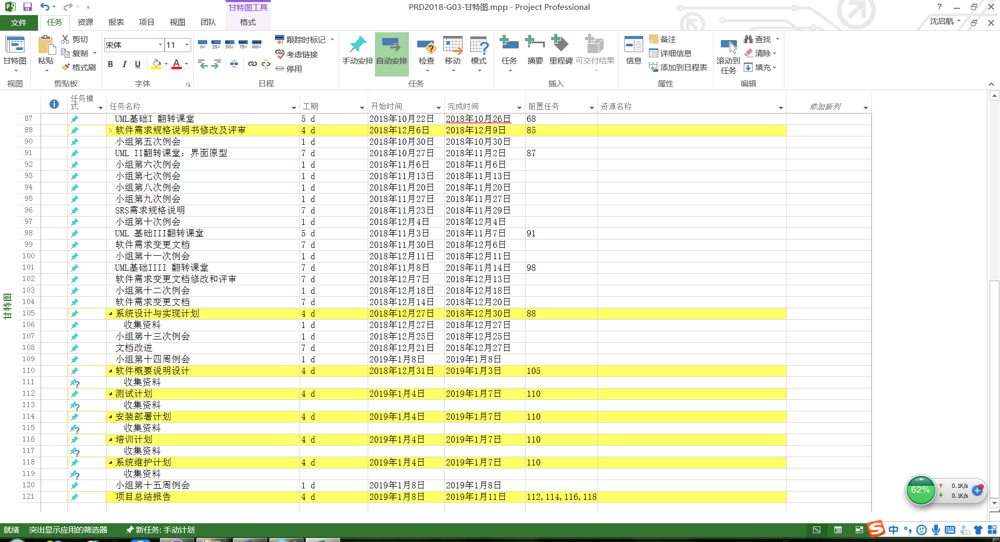 PRD2018-G03-甘特图.mpp - Project Professional
甘特图工具
文件 任务 资源 报表 项目 视图 团队 格式
沈启航
甘特图
粘贴
剪切
复制
格式刷
宋体 11
B I U A
0% 25% 50% 75% 100%
跟踪时标记
考虑链接
停用
手动安排 自动安排 检查 移动 模式
任务 摘要 里程碑 可交付结果
信息
备注
详细信息
添加到日程表
滚动到任务
查找
清除
填充
视图 剪贴板 字体 日程 任务 插入 属性 编辑
任务模式 任务名称 工期 开始时间 完成时间 前置任务 资源名称 添加新列
87 UML基础I 翻转课堂 5 d 2018年10月22日 2018年10月26日 68
88 软件需求规格说明书修改及评审 4 d 2018年12月6日 2018年12月9日 85
90 小组第五次例会 1 d 2018年10月30日 2018年10月30日
91 UML II翻转课堂：界面原型 7 d 2018年10月27日 2018年11月2日 87
92 小组第六次例会 1 d 2018年11月6日 2018年11月6日
93 小组第七次例会 1 d 2018年11月13日 2018年11月13日
94 小组第八次例会 1 d 2018年11月20日 2018年11月20日
95 小组第九次例会 1 d 2018年11月27日 2018年11月27日
96 SRS需求规格说明 7 d 2018年11月23日 2018年11月29日
97 小组第十次例会 1 d 2018年12月4日 2018年12月4日
98 UML 基础III翻转课堂 5 d 2018年11月3日 2018年11月7日 91
99 软件需求变更文档 7 d 2018年11月30日 2018年12月6日
100 小组第十一次例会 1 d 2018年12月11日 2018年12月11日
101 UML基础IIII 翻转课堂 7 d 2018年11月8日 2018年11月14日 98
102 软件需求变更文档修改和评审 7 d 2018年12月7日 2018年12月13日
103 小组第十二次例会 1 d 2018年12月18日 2018年12月18日
104 软件需求变更文档 7 d 2018年12月14日 2018年12月20日
105 系统设计与实现计划 4 d 2018年12月27日 2018年12月30日 88
106 收集资料 1 d 2018年12月27日 2018年12月27日
107 小组第十三次例会 1 d 2018年12月25日 2018年12月25日
108 文档改进 7 d 2018年12月21日 2018年12月27日
109 小组第十四周例会 1 d 2019年1月8日 2019年1月8日
110 软件概要说明设计 4 d 2018年12月31日 2019年1月3日 105
111 收集资料
112 测试计划 4 d 2019年1月4日 2019年1月7日 110
113 收集资料
114 安装部署计划 4 d 2019年1月4日 2019年1月7日 110
115 收集资料
116 培训计划 4 d 2019年1月4日 2019年1月7日 110
117 收集资料
118 系统维护计划 4 d 2019年1月4日 2019年1月7日 110
119 收集资料
120 小组第十五周例会 1 d 2019年1月8日 2019年1月8日
121 项目总结报告 4 d 2019年1月8日 2019年1月11日 112,114,116,118
甘特图
62%
0.1K/s
0.1K/s
就绪 突出显示应用的筛选器 新任务: 手动计划
中